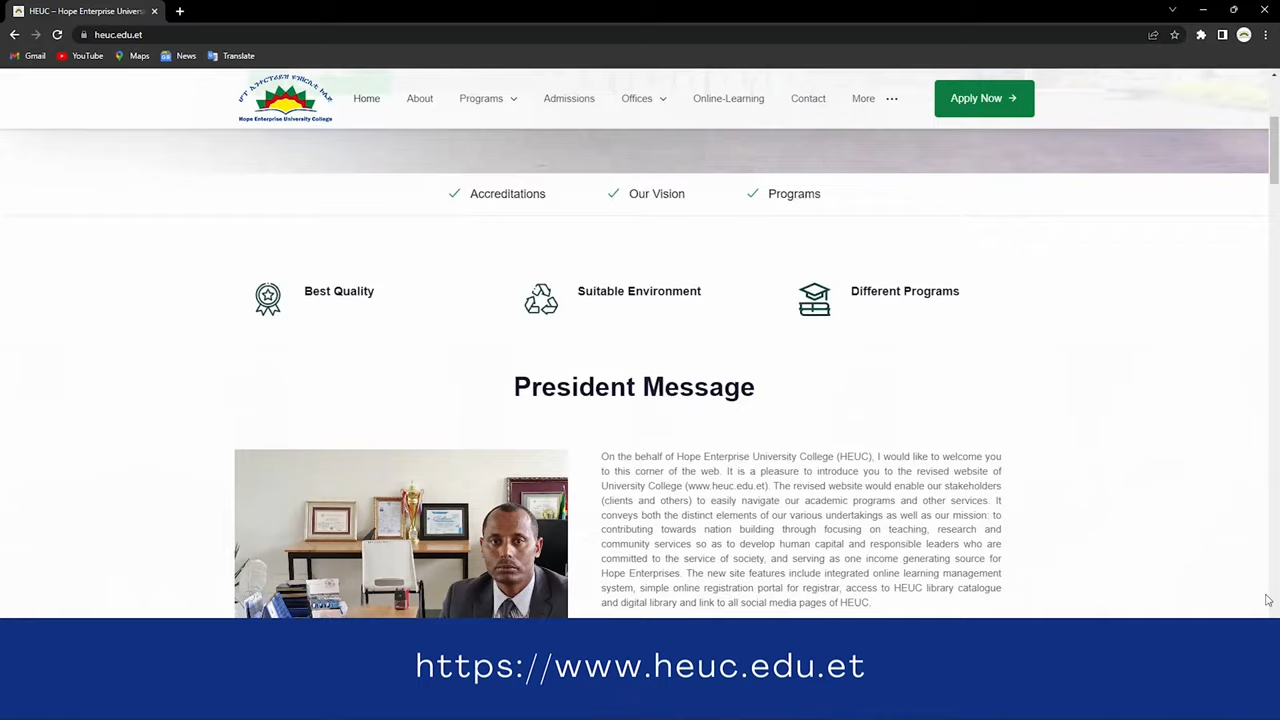 HEUC – Hope Enterprise Universi
heuc.edu.et
Gmail YouTube Maps News Translate
ሆፕ ኢንተርፕራይዝ ዩኒቨርሲቲ ኮሌጅ
Hope Enterprise University College
Home About Programs Admissions Offices Online-Learning Contact More ··· Apply Now →
Accreditations Our Vision Programs
Best Quality Suitable Environment Different Programs
President Message
On the behalf of Hope Enterprise University College (HEUC), I would like to welcome you
to this corner of the web. It is a pleasure to introduce you to the revised website of
University College (www.heuc.edu.et). The revised website would enable our stakeholders
(clients and others) to easily navigate our academic programs and other services. It
conveys both the distinct elements of our various undertakings as well as our mission: to
contributing towards nation building through focusing on teaching, research and
community services so as to develop human capital and responsible leaders who are
committed to the service of society, and serving as one income generating source for
Hope Enterprises. The new site features include integrated online learning management
system, simple online registration portal for registrar, access to HEUC library catalogue
and digital library and link to all social media pages of HEUC.
https://www.heuc.edu.et